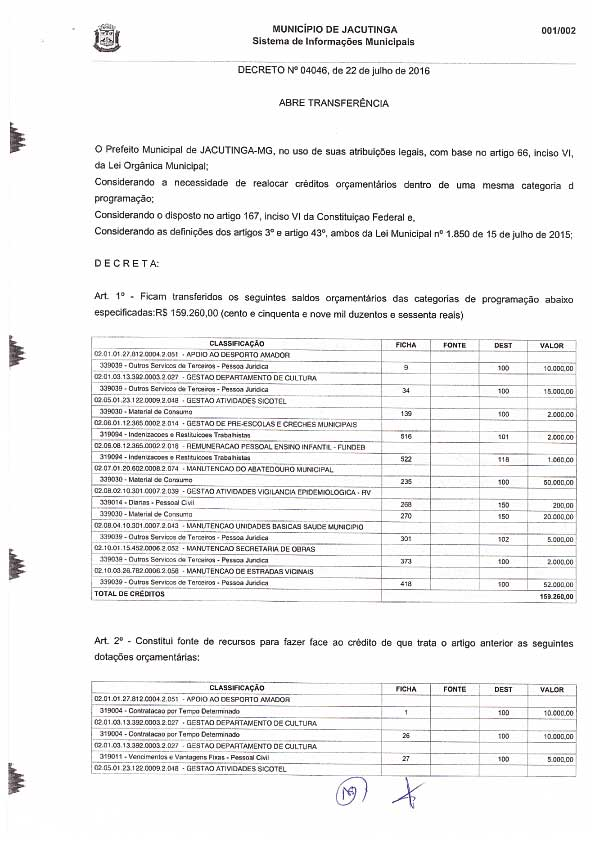 MUNICÍPIO DE JACUTINGA 001/002
Sistema de Informações Municipais
DECRETO Nº 04046, de 22 de julho de 2016
ABRE TRANSFERÊNCIA
O Prefeito Municipal de JACUTINGA-MG, no uso de suas atribuições legais, com base no artigo 66, inciso VI,
da Lei Orgânica Municipal;
Considerando a necessidade de realocar créditos orçamentários dentro de uma mesma categoria d
programação;
Considerando o disposto no artigo 167, inciso VI da Constituiçao Federal e,
Considerando as definições dos artigos 3º e artigo 43º, ambos da Lei Municipal nº 1.850 de 15 de julho de 2015;
D E C R E T A:
Art. 1º - Ficam transferidos os seguintes saldos orçamentários das categorias de programação abaixo
especificadas:R$ 159.260,00 (cento e cinquenta e nove mil duzentos e sessenta reais)
CLASSIFICAÇÃO FICHA FONTE DEST VALOR
02.01.01.27.812.0004.2.051 - APOIO AO DESPORTO AMADOR
339039 - Outros Servicos de Terceiros - Pessoa Juridica 9 100 10.000,00
02.01.03.13.392.0003.2.027 - GESTAO DEPARTAMENTO DE CULTURA
339039 - Outros Servicos de Terceiros - Pessoa Juridica 34 100 15.000,00
02.05.01.23.122.0009.2.048 - GESTAO ATIVIDADES SICOTEL
339030 - Material de Consumo 139 100 2.000,00
02.06.01.12.365.0002.2.014 - GESTAO DE PRE-ESCOLAS E CRECHES MUNICIPAIS
319094 - Indenizacoes e Restituicoes Trabalhistas 516 101 2.000,00
02.06.06.12.365.0002.2.018 - REMUNERACAO PESSOAL ENSINO INFANTIL - FUNDEB
319094 - Indenizacoes e Restituicoes Trabalhistas 522 118 1.060,00
02.07.01.20.602.0008.2.074 - MANUTENCAO DO ABATEDOURO MUNICIPAL
339030 - Material de Consumo 235 100 50.000,00
02.08.02.10.301.0007.2.039 - GESTAO ATIVIDADES VIGILANCIA EPIDEMIOLOGICA - RV
339014 - Diarias - Pessoal Civil 268 150 200,00
339030 - Material de Consumo 270 150 20.000,00
02.08.04.10.301.0007.2.043 - MANUTENCAO UNIDADES BASICAS SAUDE MUNICIPIO
339039 - Outros Servicos de Terceiros - Pessoa Juridica 301 102 5.000,00
02.10.01.15.452.0006.2.052 - MANUTENCAO SECRETARIA DE OBRAS
339039 - Outros Servicos de Terceiros - Pessoa Juridica 373 100 2.000,00
02.10.03.26.782.0006.2.058 - MANUTENCAO DE ESTRADAS VICINAIS
339039 - Outros Servicos de Terceiros - Pessoa Juridica 418 100 52.000,00
TOTAL DE CRÉDITOS 159.260,00
Art. 2º - Constitui fonte de recursos para fazer face ao crédito de que trata o artigo anterior as seguintes
dotações orçamentárias:
CLASSIFICAÇÃO FICHA FONTE DEST VALOR
02.01.01.27.812.0004.2.051 - APOIO AO DESPORTO AMADOR
319004 - Contratacao por Tempo Determinado 1 100 10.000,00
02.01.03.13.392.0003.2.027 - GESTAO DEPARTAMENTO DE CULTURA
319004 - Contratacao por Tempo Determinado 26 100 10.000,00
02.01.03.13.392.0003.2.027 - GESTAO DEPARTAMENTO DE CULTURA
319011 - Vencimentos e Vantagens Fixas - Pessoal Civil 27 100 5.000,00
02.05.01.23.122.0009.2.048 - GESTAO ATIVIDADES SICOTEL